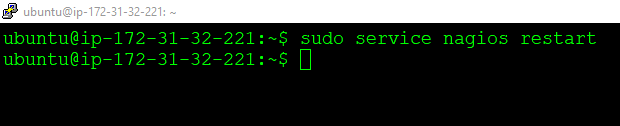 ubuntu@ip-172-31-32-221: ~
ubuntu@ip-172-31-32-221:~$ sudo service nagios restart
ubuntu@ip-172-31-32-221:~$